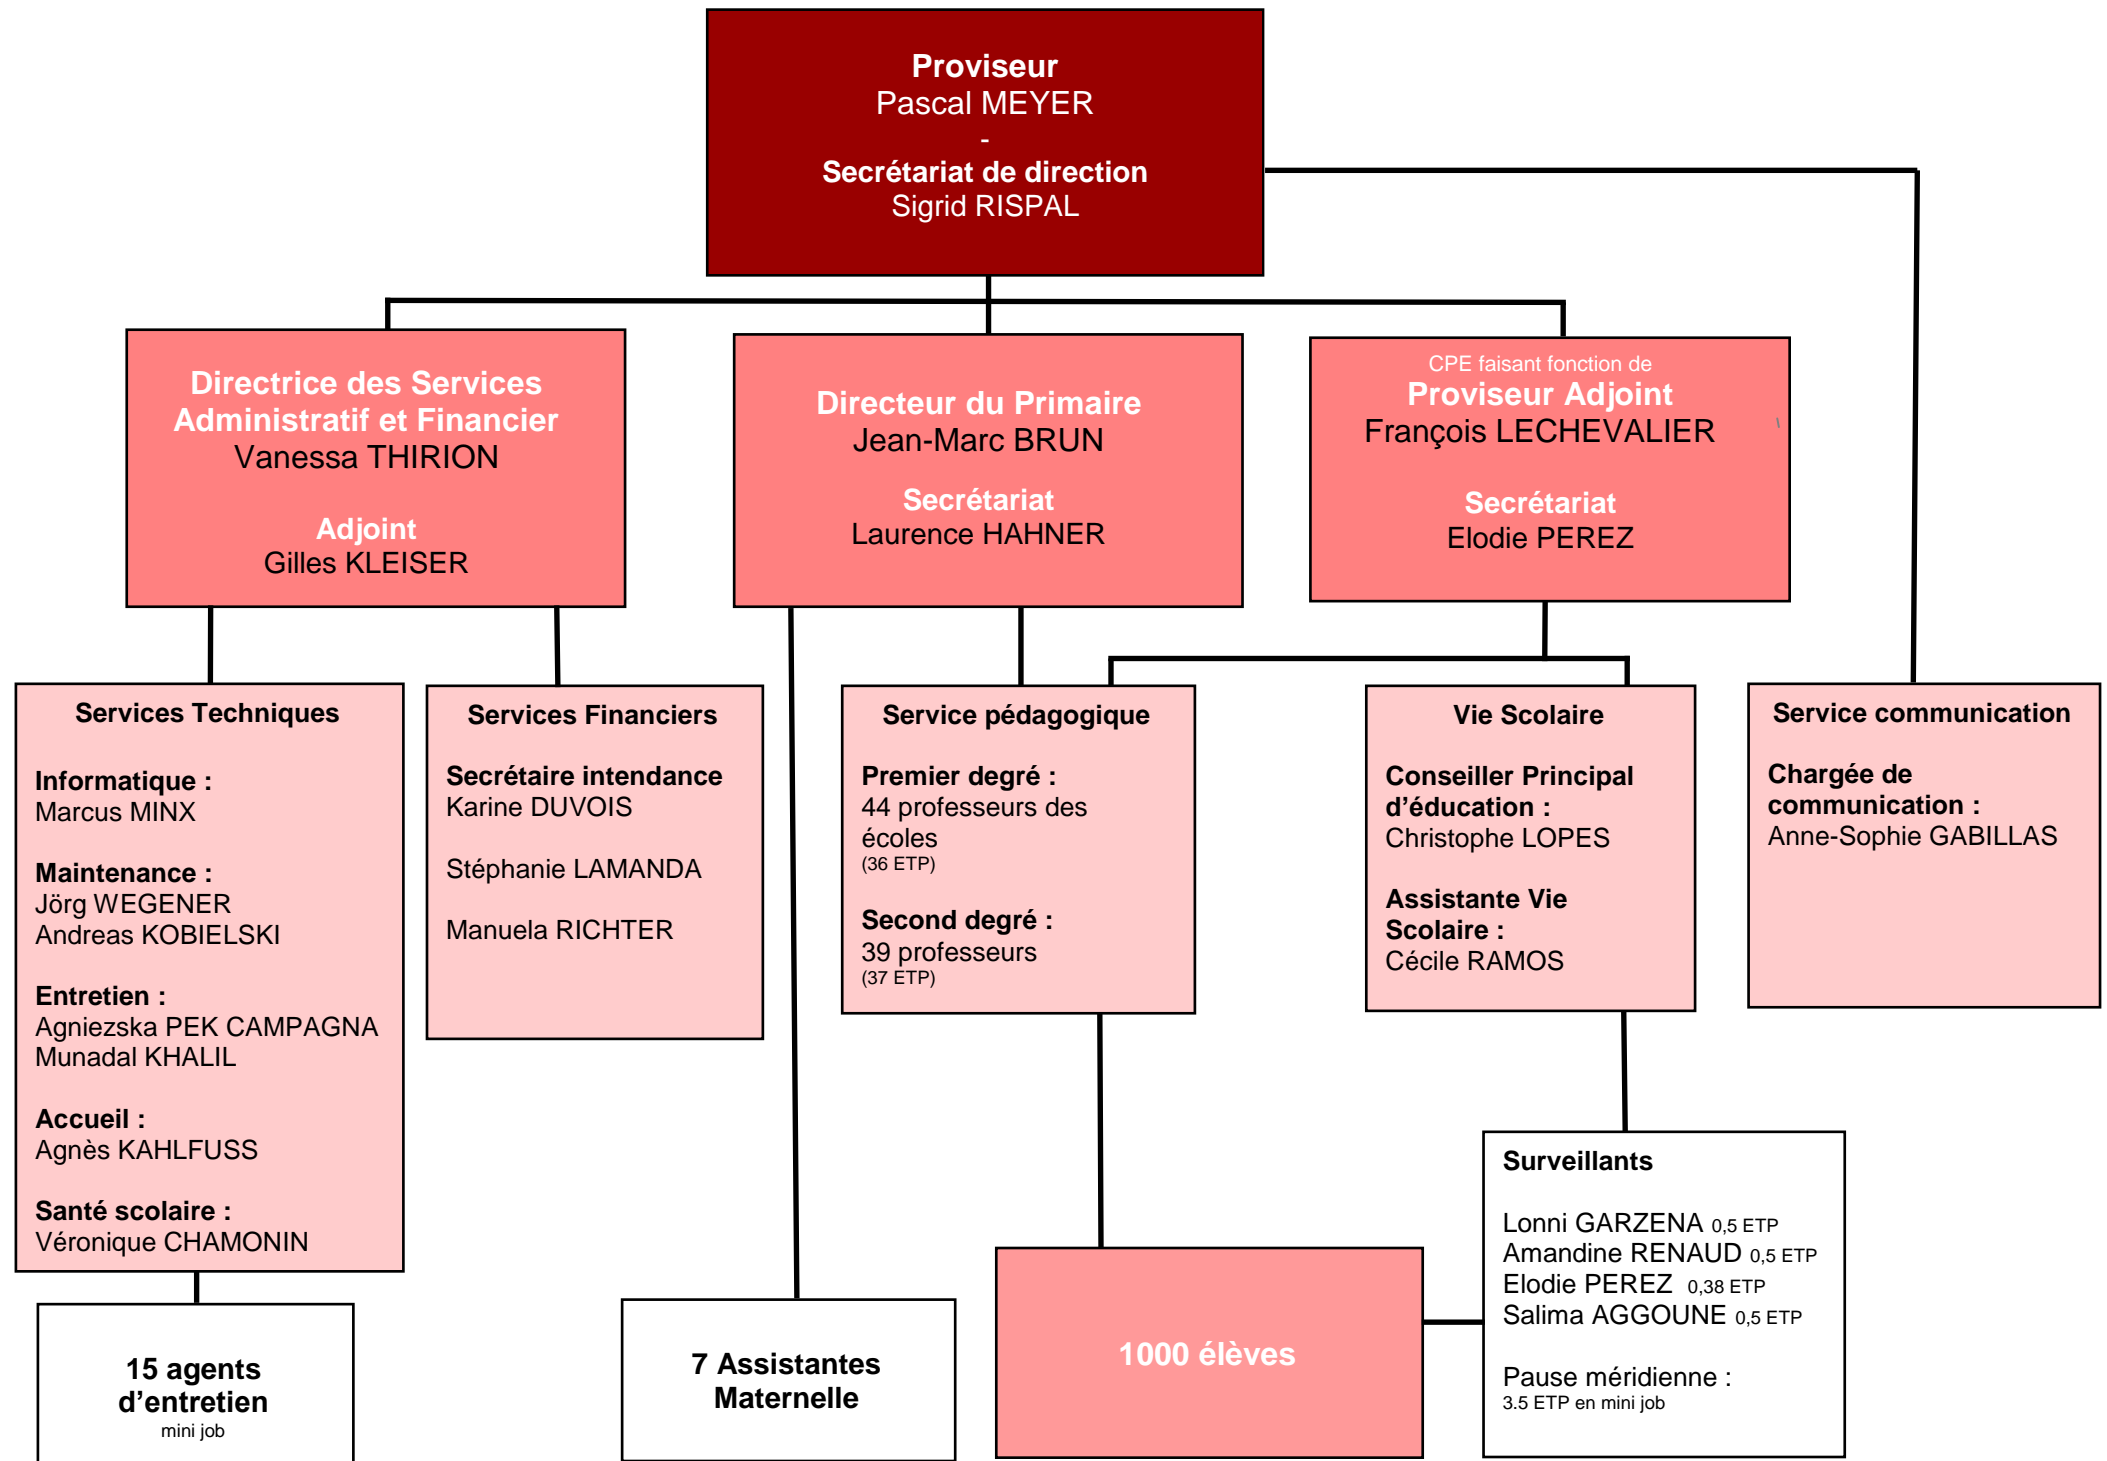 Proviseur
Pascal MEYER
-
Secrétariat de direction
Sigrid RISPAL
Directrice des Services
Administratif et Financier
Vanessa THIRION
Adjoint
Gilles KLEISER
Directeur du Primaire
Jean-Marc BRUN
Secrétariat
Laurence HAHNER
CPE faisant fonction de
Proviseur Adjoint
François LECHEVALIER
\
Secrétariat
Elodie PEREZ
Services Techniques
Informatique :
Marcus MINX
Maintenance :
Jörg WEGENER
Andreas KOBIELSKI
Entretien :
Agniezska PEK CAMPAGNA
Munadal KHALIL
Accueil :
Agnès KAHLFUSS
Santé scolaire :
Véronique CHAMONIN
Services Financiers
Secrétaire intendance
Karine DUVOIS
Stéphanie LAMANDA
Manuela RICHTER
Service pédagogique
Premier degré :
44 professeurs des
écoles
(36 ETP)
Second degré :
39 professeurs
(37 ETP)
Vie Scolaire
Conseiller Principal
d’éducation :
Christophe LOPES
Assistante Vie
Scolaire :
Cécile RAMOS
Service communication
Chargée de
communication :
Anne-Sophie GABILLAS
15 agents
d’entretien
mini job
7 Assistantes
Maternelle
1000 élèves
Surveillants
Lonni GARZENA 0,5 ETP
Amandine RENAUD 0,5 ETP
Elodie PEREZ 0,38 ETP
Salima AGGOUNE 0,5 ETP
Pause méridienne :
3.5 ETP en mini job